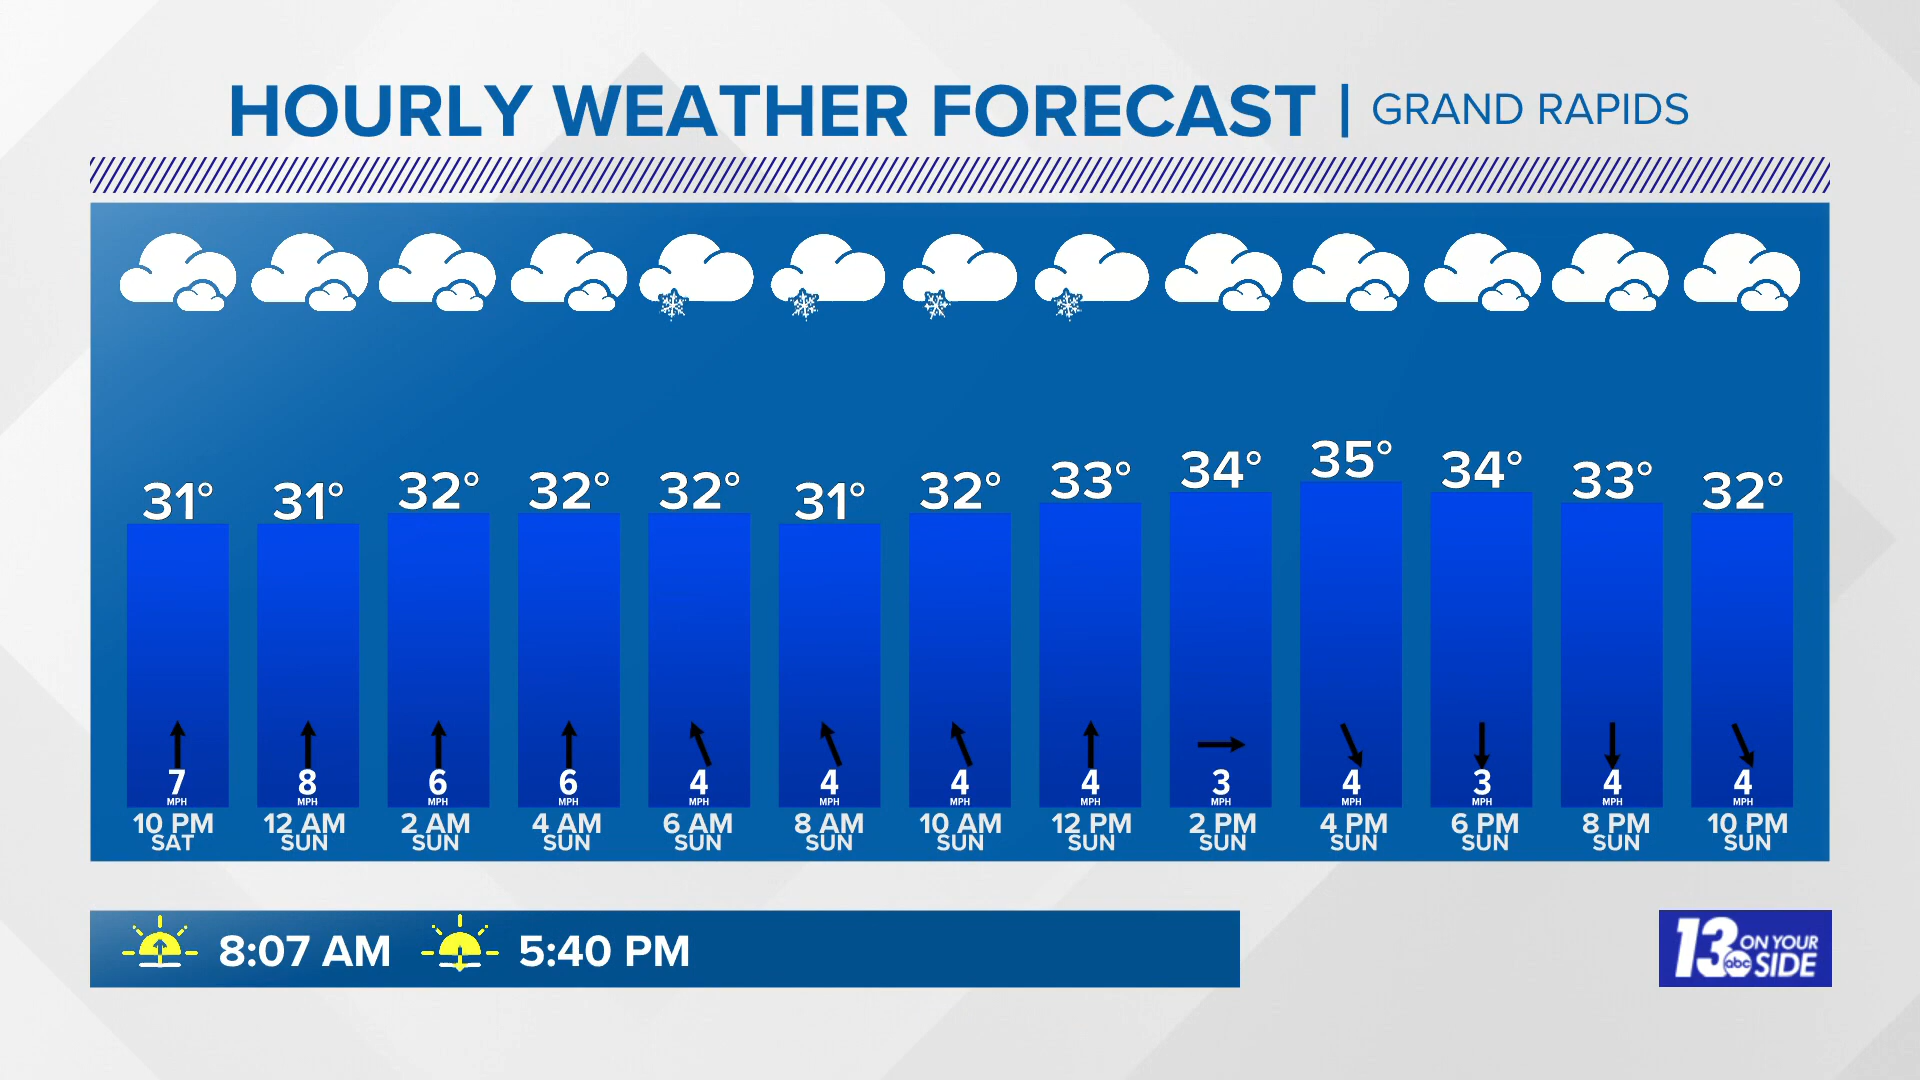 HOURLY WEATHER FORECAST | GRAND RAPIDS
31° 31° 32° 32° 32° 31° 32° 33° 34° 35° 34° 33° 32°
7 8 6 6 4 4 4 4 3 4 3 4 4
MPH MPH MPH MPH MPH MPH MPH MPH MPH MPH MPH MPH MPH
10 PM 12 AM 2 AM 4 AM 6 AM 8 AM 10 AM 12 PM 2 PM 4 PM 6 PM 8 PM 10 PM
SAT SUN SUN SUN SUN SUN SUN SUN SUN SUN SUN SUN SUN
8:07 AM 5:40 PM
13 ON YOUR
abc SIDE